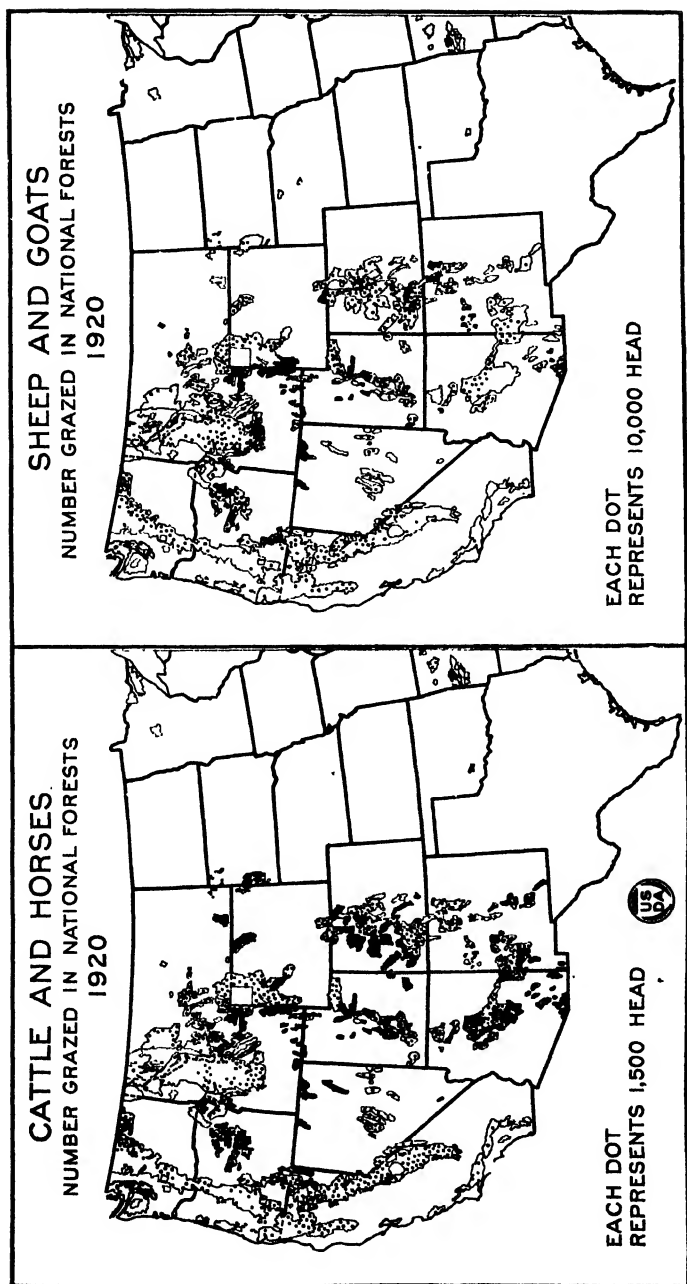 CATTLE AND HORSES.
NUMBER GRAZED IN NATIONAL FORESTS
1920
EACH DOT
REPRESENTS 1,500 HEAD
US
DA
SHEEP AND GOATS
NUMBER GRAZED IN NATIONAL FORESTS
1920
EACH DOT
REPRESENTS 10,000 HEAD